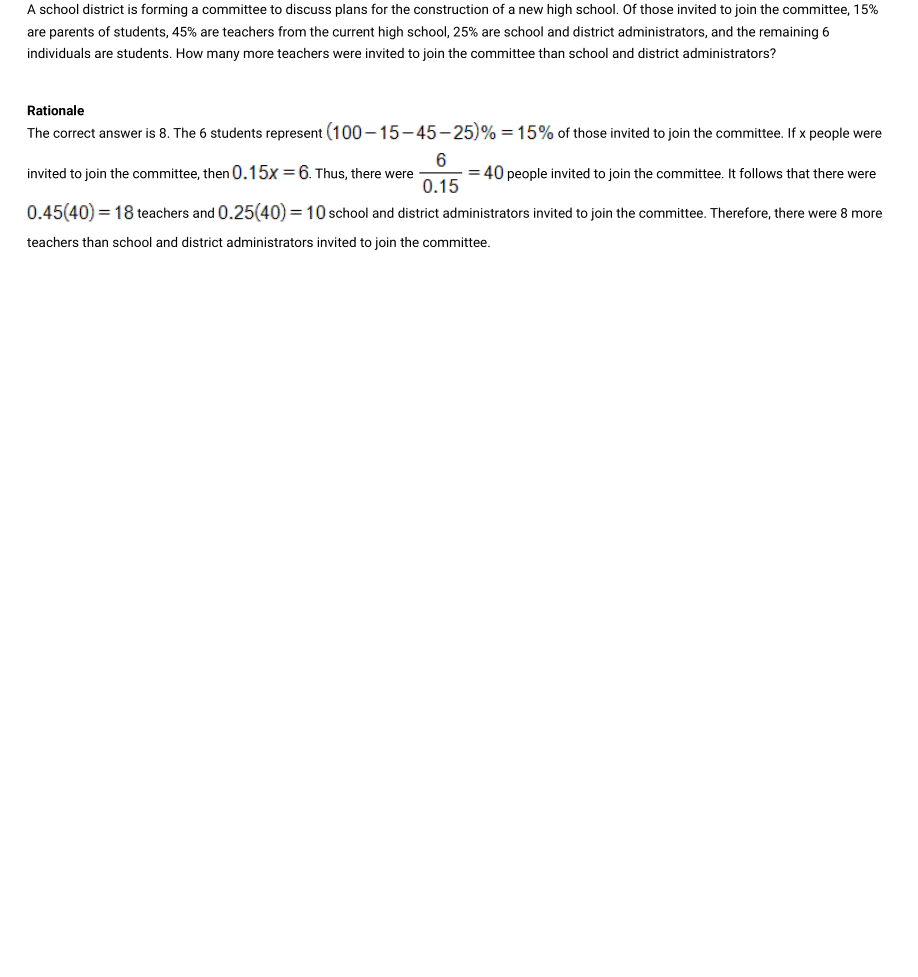 A school district is forming a committee to discuss plans for the construction of a new high school. Of those invited to join the committee, 15%
are parents of students, 45% are teachers from the current high school, 25% are school and district administrators, and the remaining 6
individuals are students. How many more teachers were invited to join the committee than school and district administrators?
Rationale
The correct answer is 8. The 6 students represent (100–15–45–25)% = 15% of those invited to join the committee. If x people were
invited to join the committee, then 0.15x = 6. Thus, there were 6/0.15 = 40 people invited to join the committee. It follows that there were
0.45(40) = 18 teachers and 0.25(40) = 10 school and district administrators invited to join the committee. Therefore, there were 8 more
teachers than school and district administrators invited to join the committee.